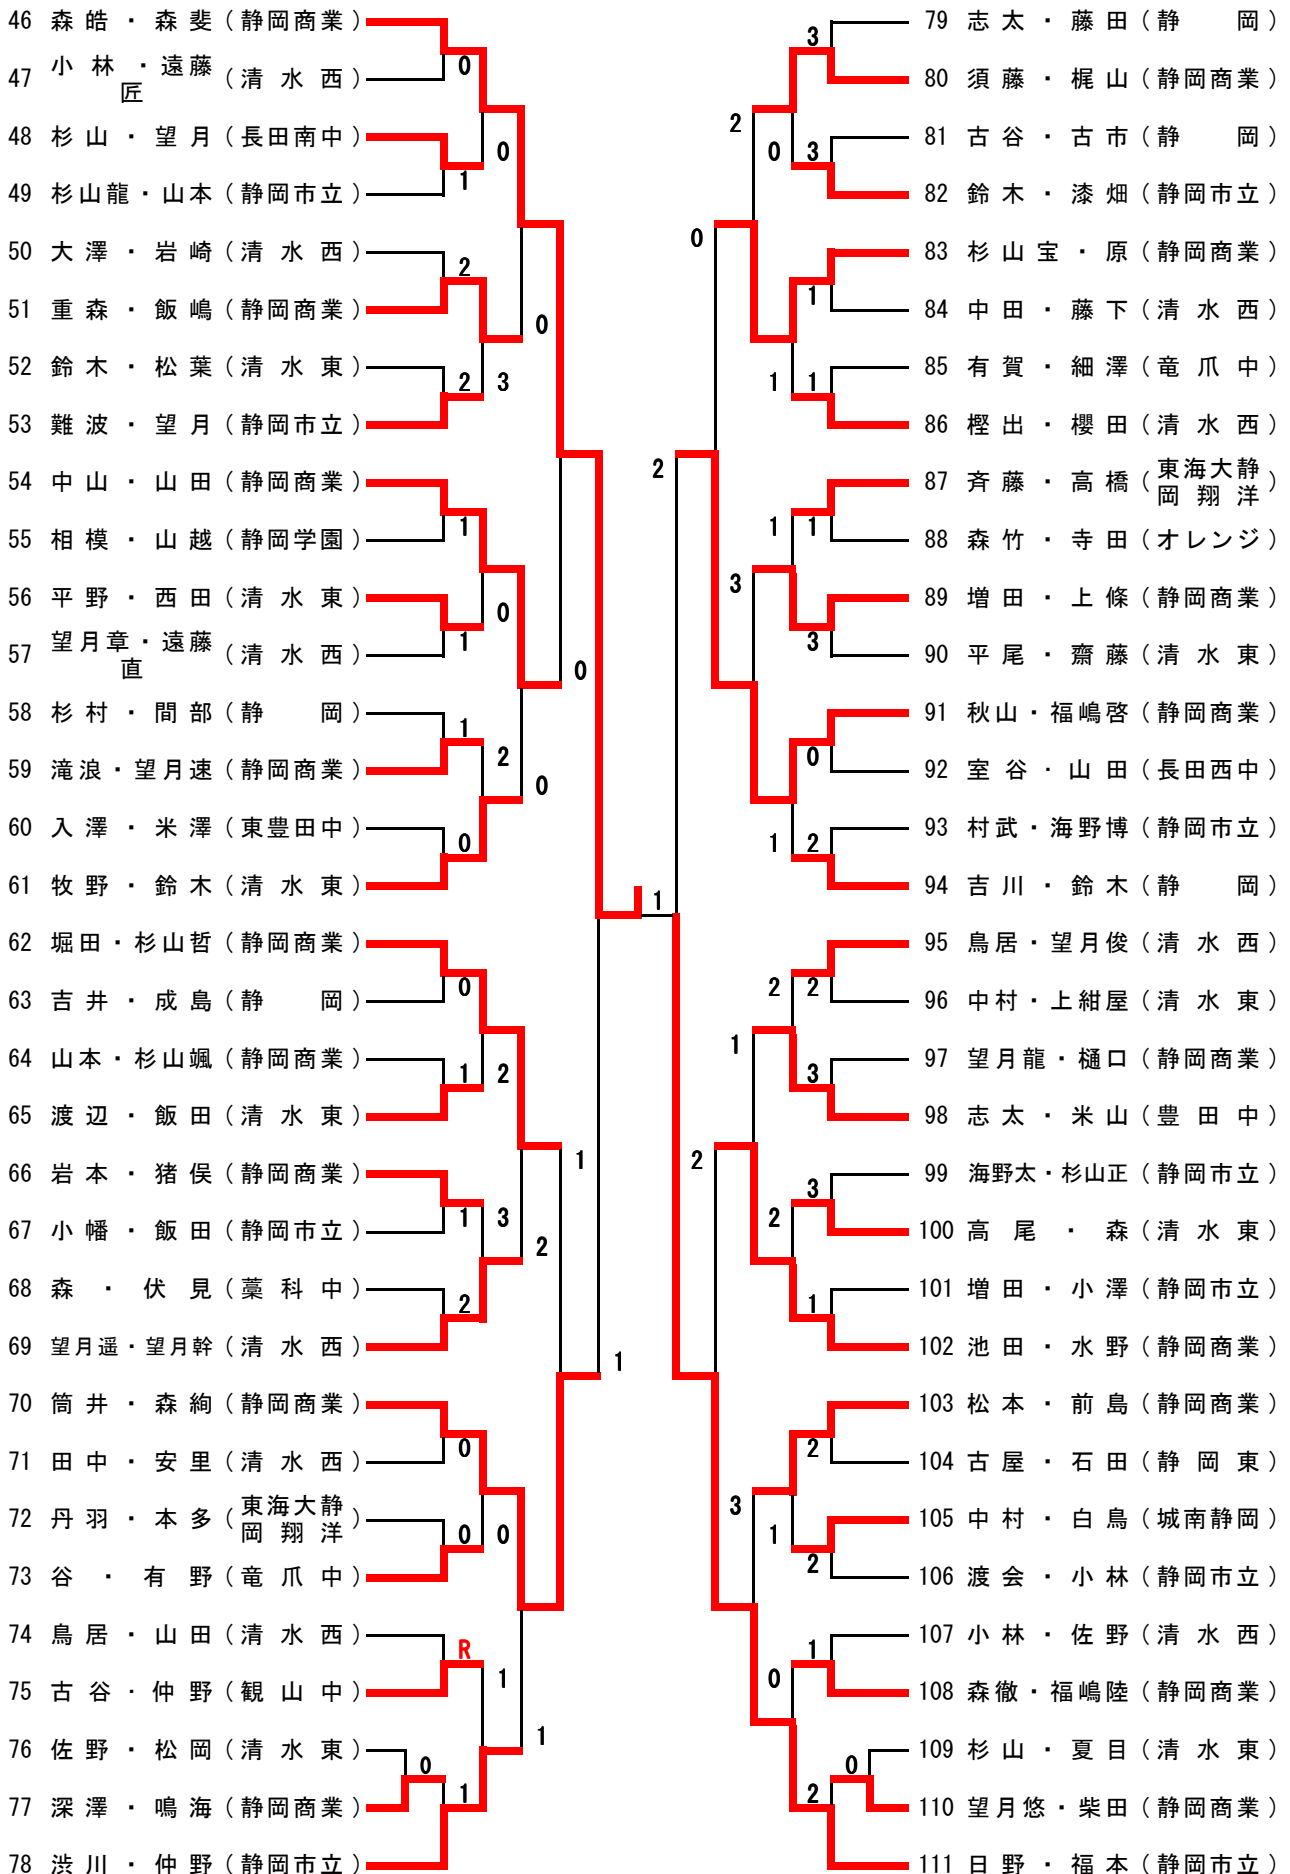 46 森皓・森斐（静岡商業）
47 小林・遠藤匠（清水西）
48 杉山・望月（長田南中）
49 杉山龍・山本（静岡市立）
50 大澤・岩崎（清水西）
51 重森・飯嶋（静岡商業）
52 鈴木・松葉（清水東）
53 難波・望月（静岡市立）
54 中山・山田（静岡商業）
55 相模・山越（静岡学園）
56 平野・西田（清水東）
57 望月章・遠藤直（清水西）
58 杉村・間部（静岡）
59 滝浪・望月速（静岡商業）
60 入澤・米澤（東豊田中）
61 牧野・鈴木（清水東）
62 堀田・杉山哲（静岡商業）
63 吉井・成島（静岡）
64 山本・杉山颯（静岡商業）
65 渡辺・飯田（清水東）
66 岩本・猪俣（静岡商業）
67 小幡・飯田（静岡市立）
68 森・伏見（藁科中）
69 望月遥・望月幹（清水西）
70 筒井・森絢（静岡商業）
71 田中・安里（清水西）
72 丹羽・本多（東海大静岡翔洋）
73 谷・有野（竜爪中）
74 鳥居・山田（清水西）
75 古谷・仲野（観山中）
76 佐野・松岡（清水東）
77 深澤・鳴海（静岡商業）
78 渋川・仲野（静岡市立）
0
1
2
2
1
1
1
0
0
1
1
2
0
0
R
0
1
0
3
0
2
2
3
0
1
0
0
2
1
0
1
1
1
2
0
2
3
2
0
3
1
3
0
1
1
1
2
0
1
2
2
1
3
3
1
1
1
3
0
2
2
3
3
1
2
2
1
0
2
79 志太・藤田（静岡）
80 須藤・梶山（静岡商業）
81 古谷・古市（静岡）
82 鈴木・漆畑（静岡市立）
83 杉山宝・原（静岡商業）
84 中田・藤下（清水西）
85 有賀・細澤（竜爪中）
86 樫出・櫻田（清水西）
87 斉藤・高橋（東海大静岡翔洋）
88 森竹・寺田（オレンジ）
89 増田・上條（静岡商業）
90 平尾・齋藤（清水東）
91 秋山・福嶋啓（静岡商業）
92 室谷・山田（長田西中）
93 村武・海野博（静岡市立）
94 吉川・鈴木（静岡）
95 鳥居・望月俊（清水西）
96 中村・上紺屋（清水東）
97 望月龍・樋口（静岡商業）
98 志太・米山（豊田中）
99 海野太・杉山正（静岡市立）
100 高尾・森（清水東）
101 増田・小澤（静岡市立）
102 池田・水野（静岡商業）
103 松本・前島（静岡商業）
104 古屋・石田（静岡東）
105 中村・白鳥（城南静岡）
106 渡会・小林（静岡市立）
107 小林・佐野（清水西）
108 森徹・福嶋陸（静岡商業）
109 杉山・夏目（清水東）
110 望月悠・柴田（静岡商業）
111 日野・福本（静岡市立）